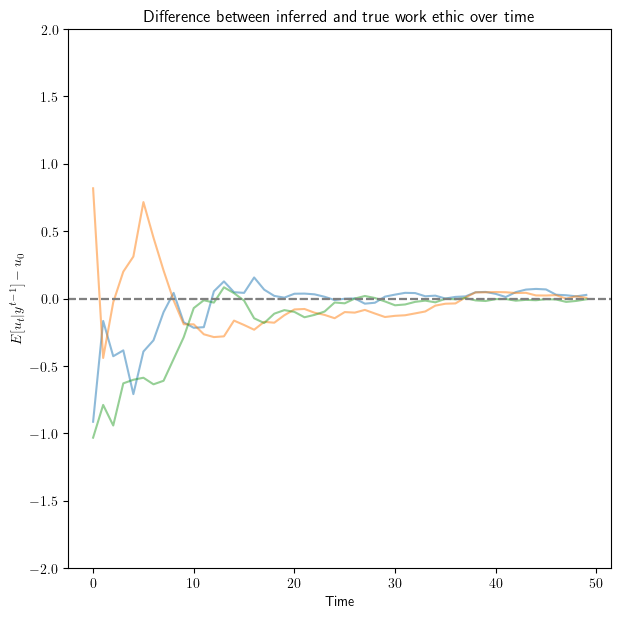 Difference between inferred and true work ethic over time
E[u_t|y^{t−1}] − u_0
2.0
1.5
1.0
0.5
0.0
−0.5
−1.0
−1.5
−2.0
0 10 20 30 40 50
Time